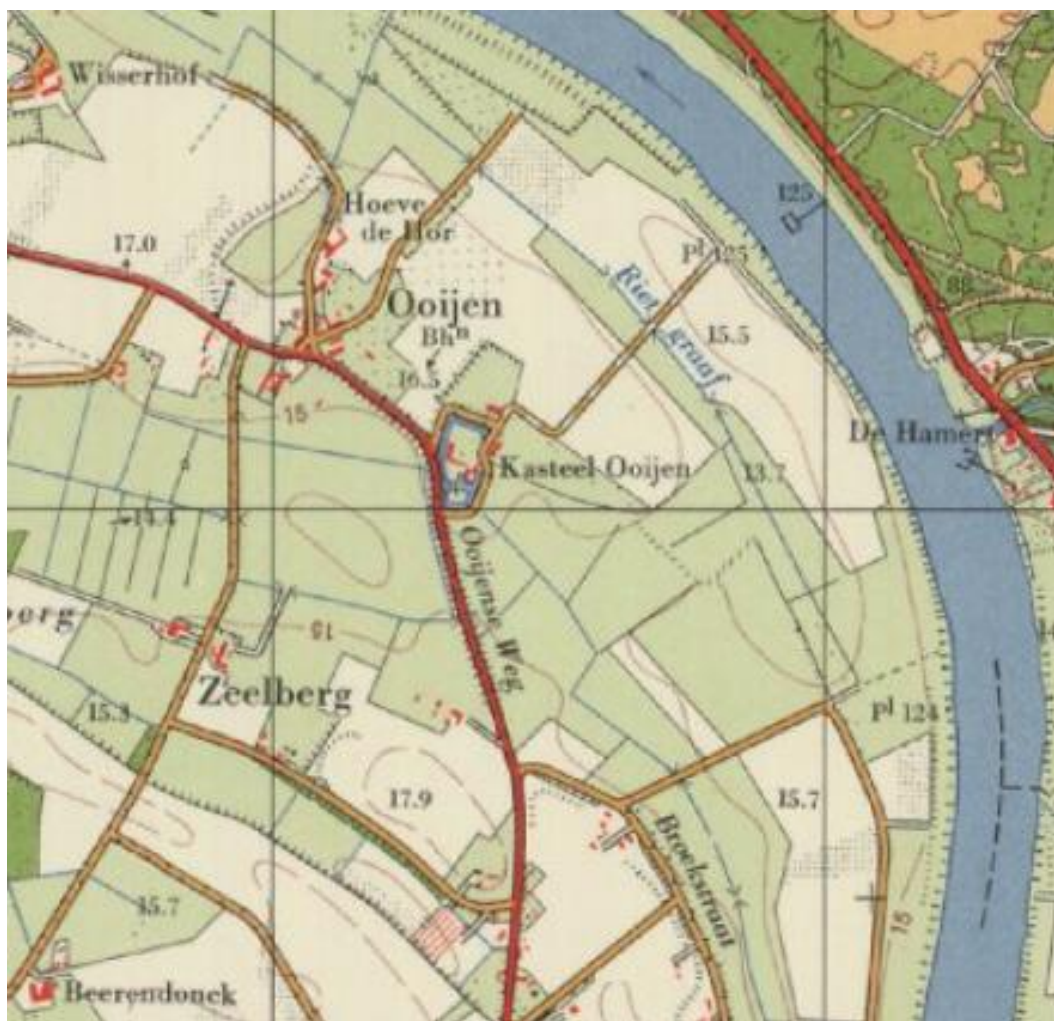 Wisserhof
Hoeve
de Hor
17.0
125
Ooijen
Bhⁿ
Riet graaf
pl 125
15.5
88
16.5
15
De Hamert
Kasteel Ooijen
13.7
14.4
Ooijense Weg
berg
15
Zeelberg
15.3
pl 124
17.9
15.7
Broekstraat
15.7
15
Beerendonck